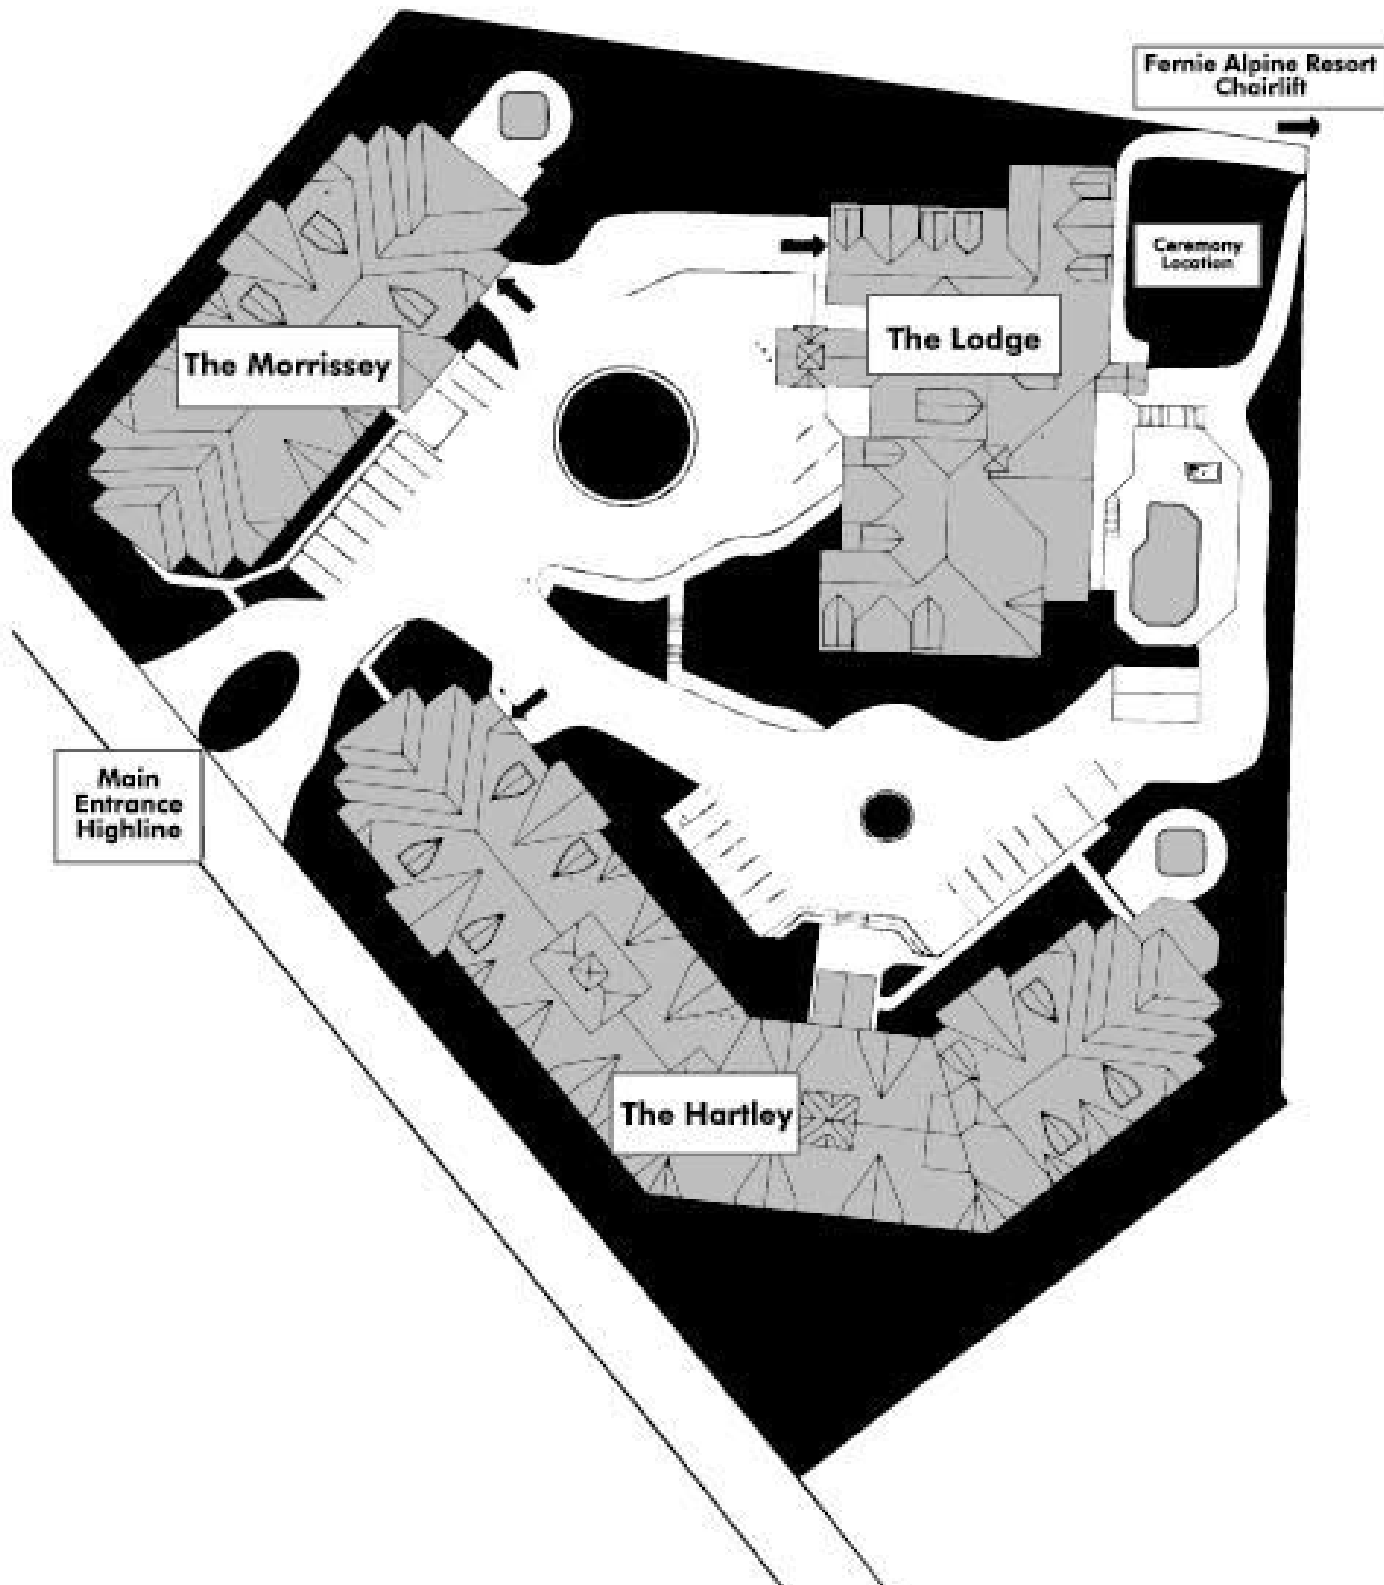 Fernie Alpine Resort
Chairlift
Ceremony
Location
The Lodge
The Morrissey
Main
Entrance
Highline
The Hartley